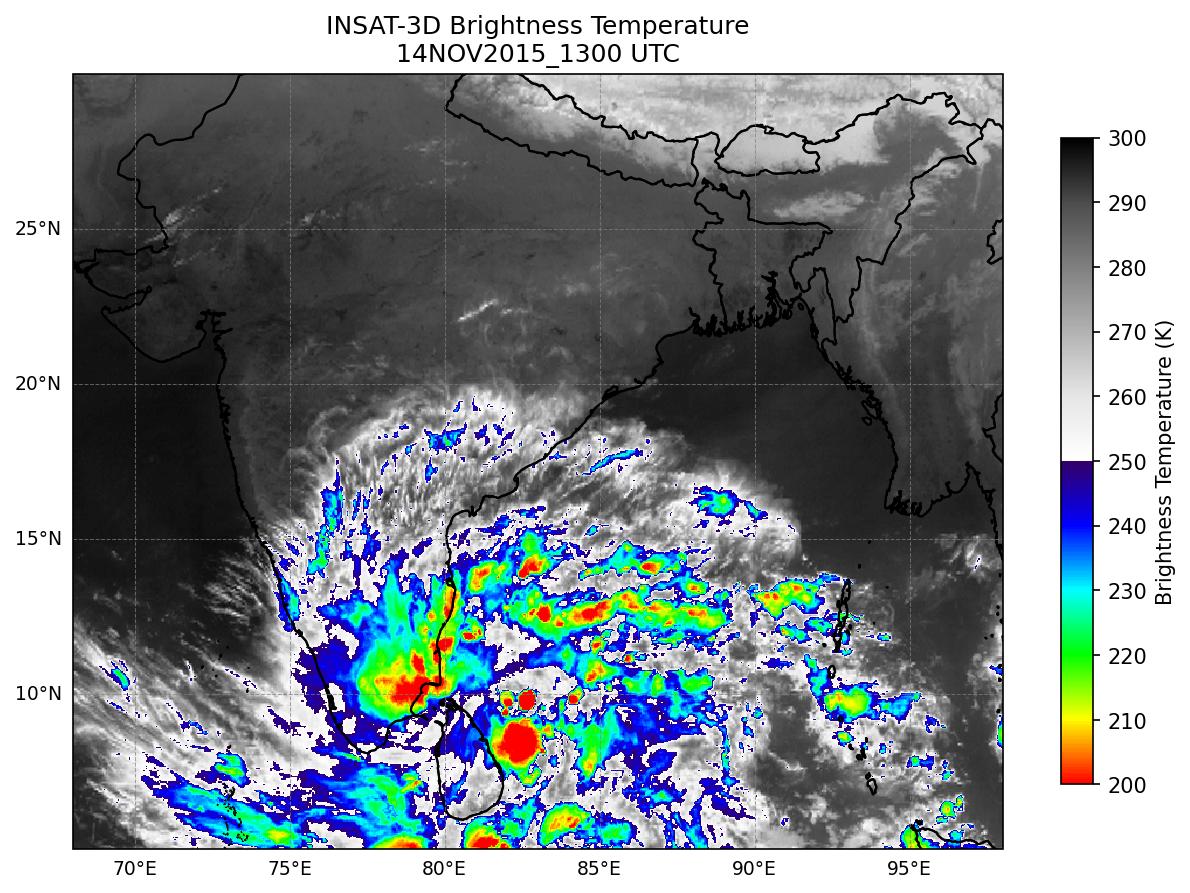 INSAT-3D Brightness Temperature
14NOV2015_1300 UTC
25°N
20°N
15°N
10°N
70°E
75°E
80°E
85°E
90°E
95°E
300
290
280
270
260
250
240
230
220
210
200
Brightness Temperature (K)